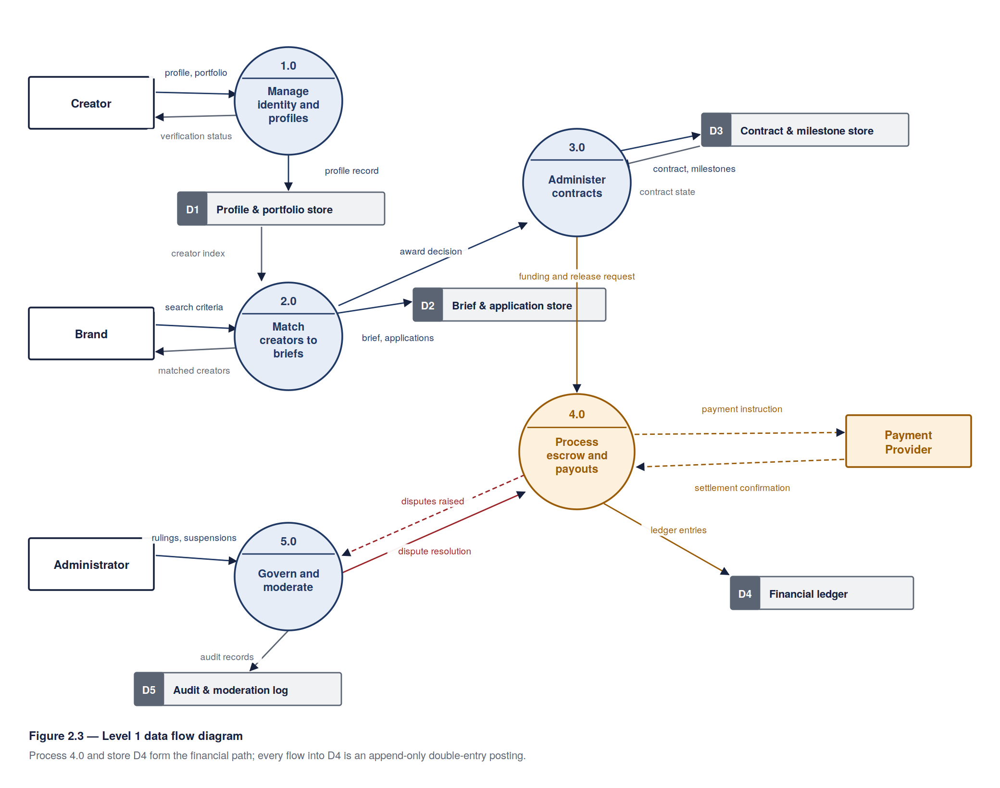 1.0
profile, portfolio
Manage
identity and
profiles
Creator
verification status
profile record
D1 Profile & portfolio store
creator index
3.0
Administer
contracts
D3 Contract & milestone store
contract, milestones
contract state
award decision
funding and release request
2.0
Match
creators to
briefs
search criteria
Brand
matched creators
D2 Brief & application store
brief, applications
4.0
Process
escrow and
payouts
payment instruction
Payment
Provider
settlement confirmation
disputes raised
dispute resolution
ledger entries
5.0
Govern and
moderate
rulings, suspensions
Administrator
D4 Financial ledger
audit records
D5 Audit & moderation log
Figure 2.3 — Level 1 data flow diagram
Process 4.0 and store D4 form the financial path; every flow into D4 is an append-only double-entry posting.